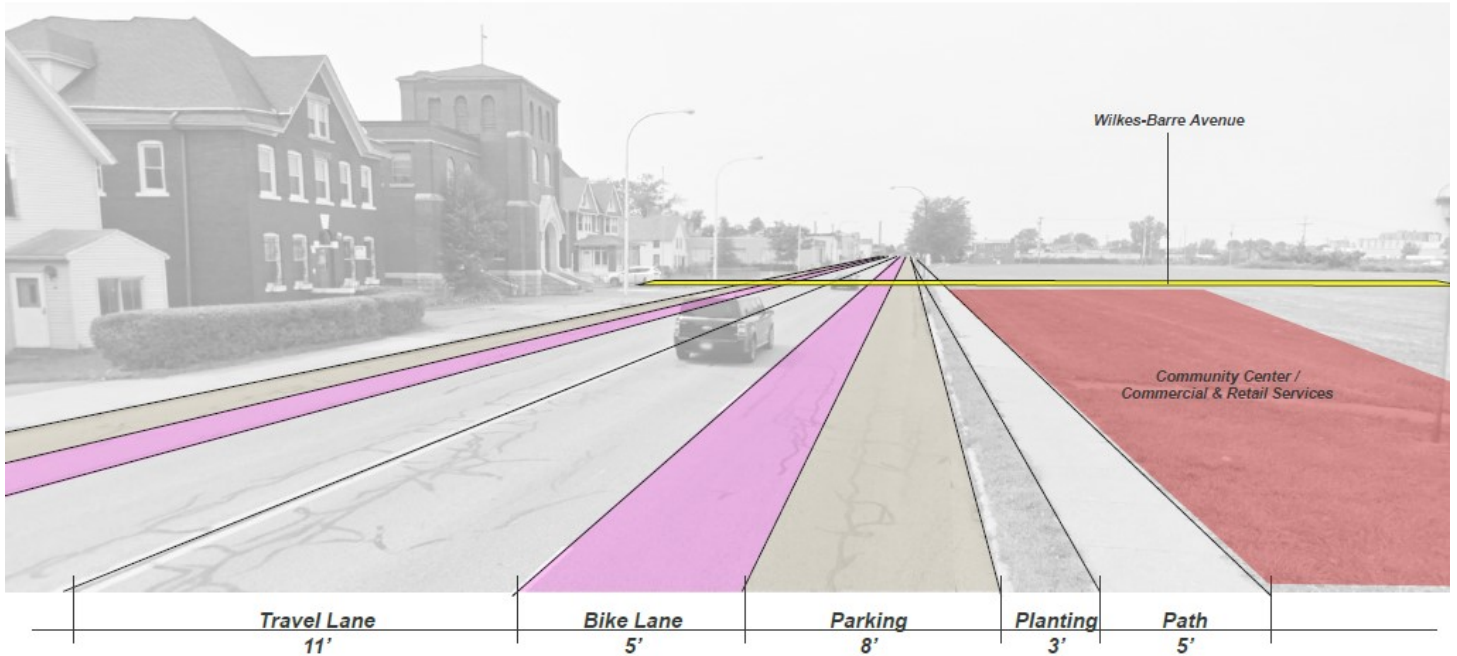 Wilkes-Barre Avenue
Community Center /
Commercial & Retail Services
Travel Lane
11’
Bike Lane
5’
Parking
8’
Planting
3’
Path
5’